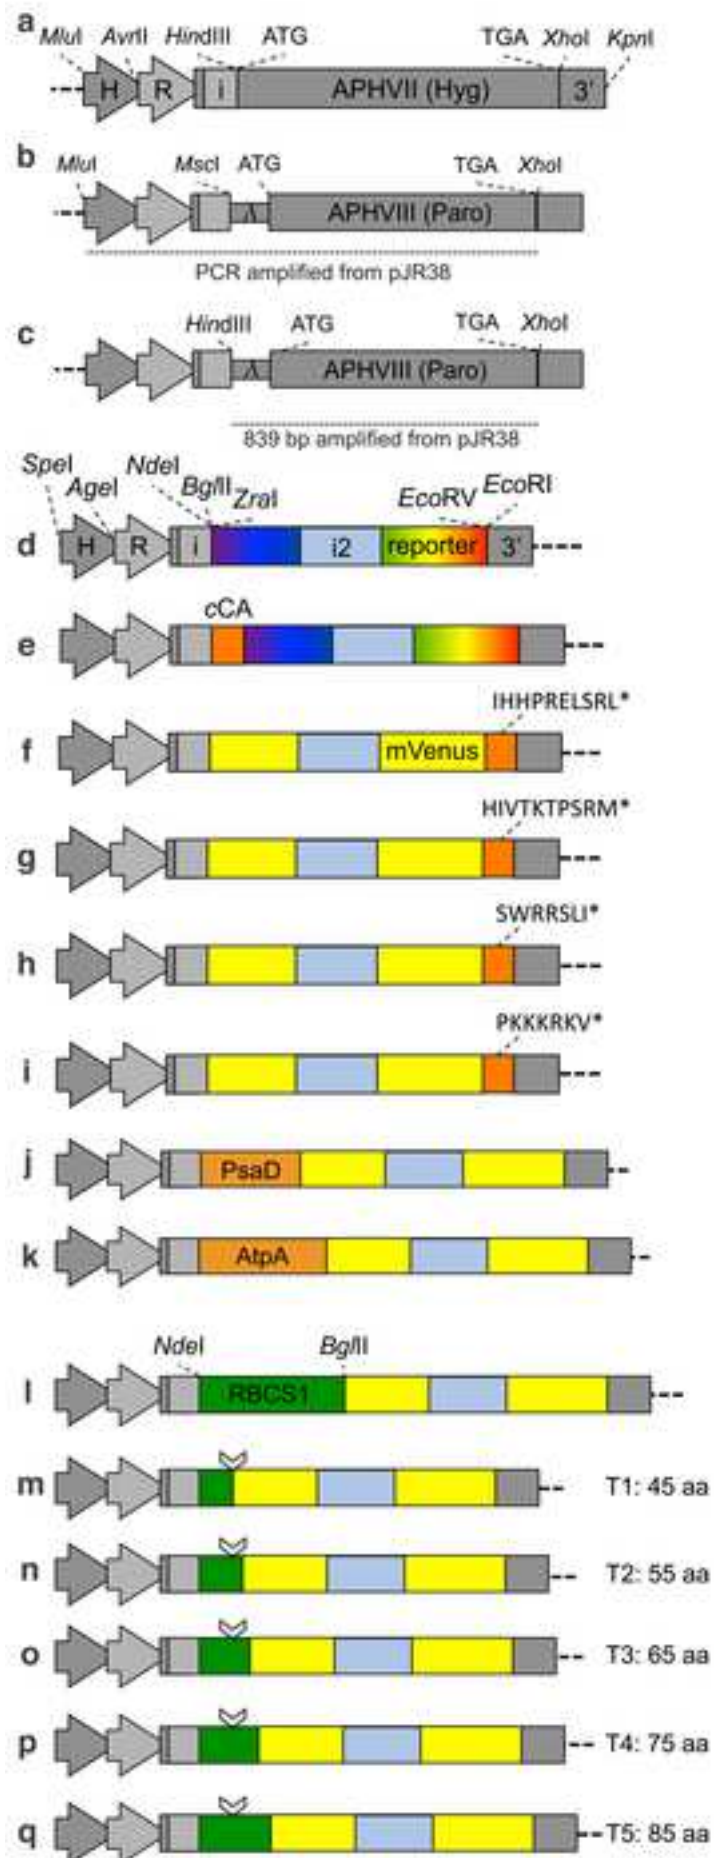 a
MluI AvrII HindIII ATG TGA XhoI KpnI
H R i APHVII (Hyg) 3'
b
MluI MscI ATG TGA XhoI
Δ APHVIII (Paro)
PCR amplified from pJR38
c
HindIII ATG TGA XhoI
Δ APHVIII (Paro)
839 bp amplified from pJR38
SpeI AgeI NdeI BglII ZraI EcoRV EcoRI
d H R i i2 reporter 3'
cCA
e
IHHPRELSRL*
f mVenus
HIVTKTPSRM*
g
SWRRSLI*
h
PKKKRKV*
i
j PsaD
k AtpA
NdeI BglII
l RBCS1
m T1: 45 aa
n T2: 55 aa
o T3: 65 aa
p T4: 75 aa
q T5: 85 aa